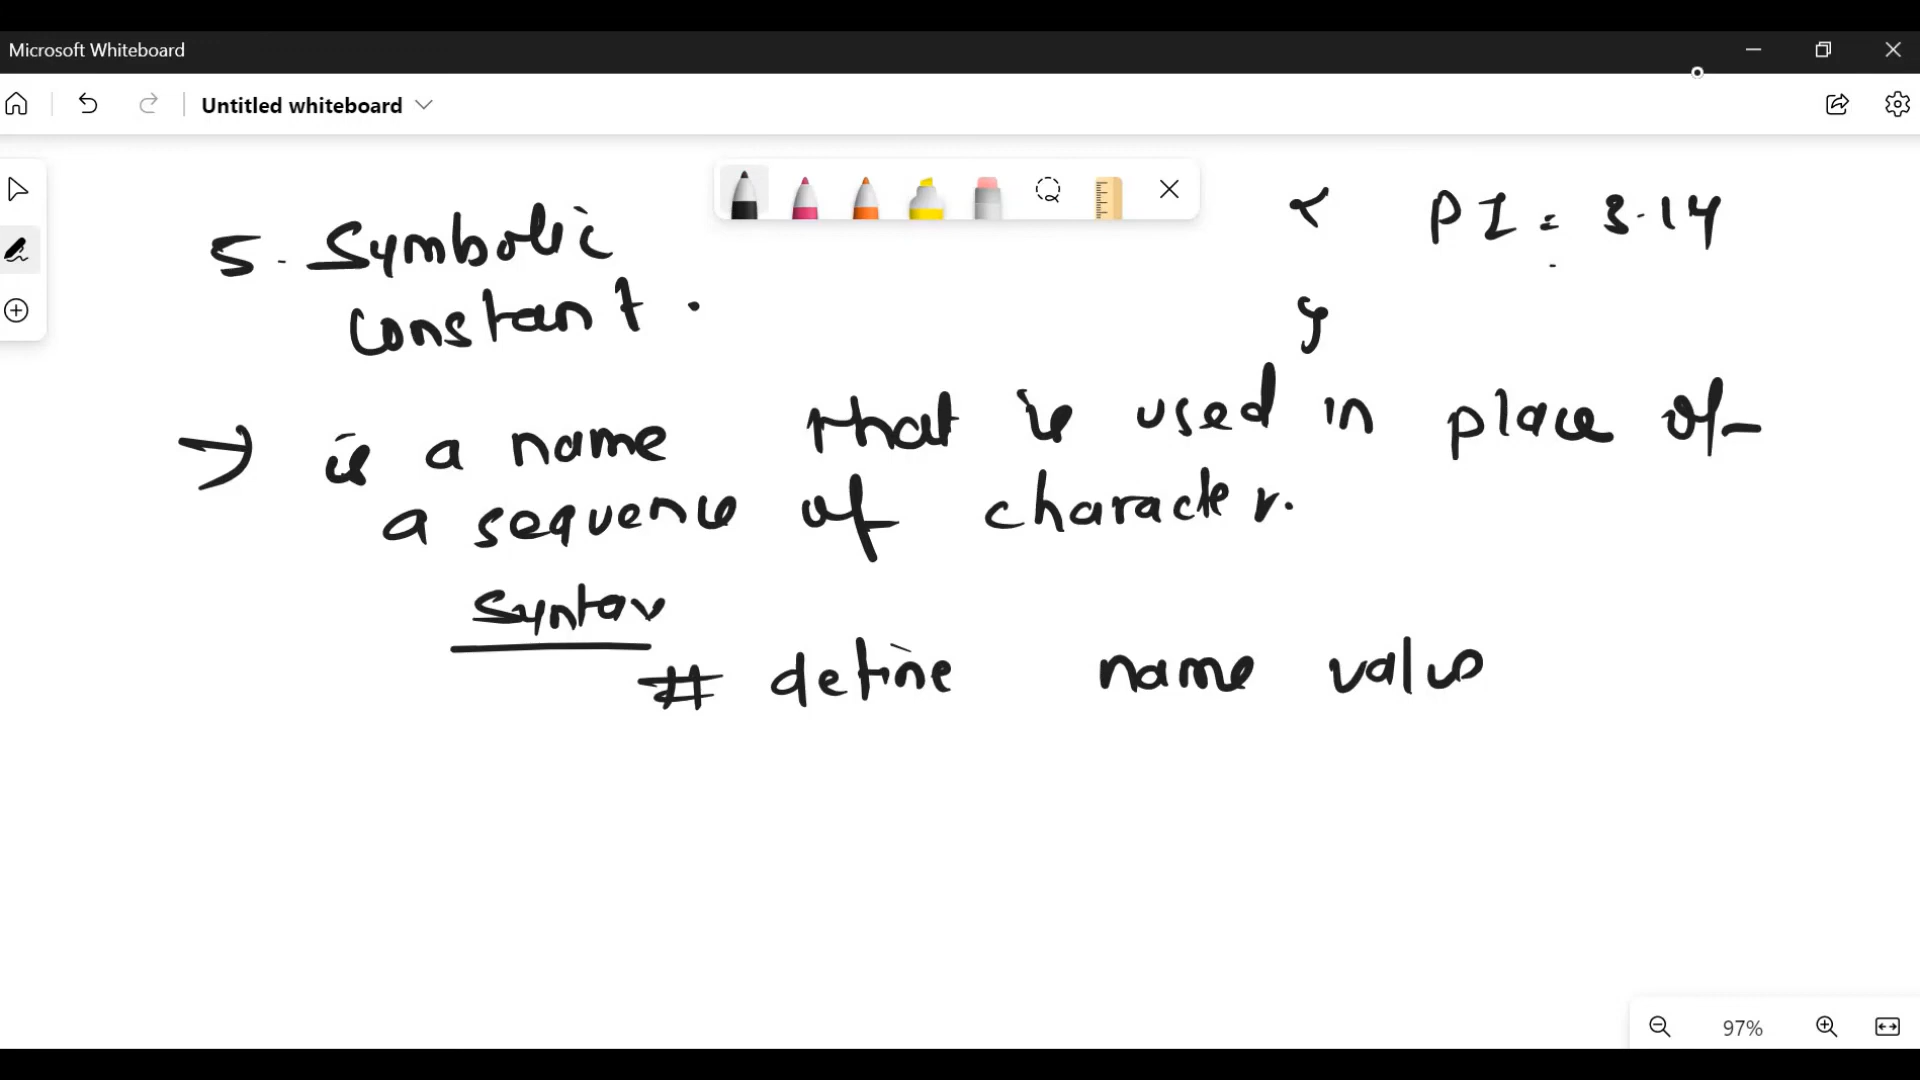 Microsoft Whiteboard
Untitled whiteboard
5. Symbolic
constant.
PI = 3.14
y
→ is a name that is used in place of
a sequence of character.
Syntax
# define name value
97%